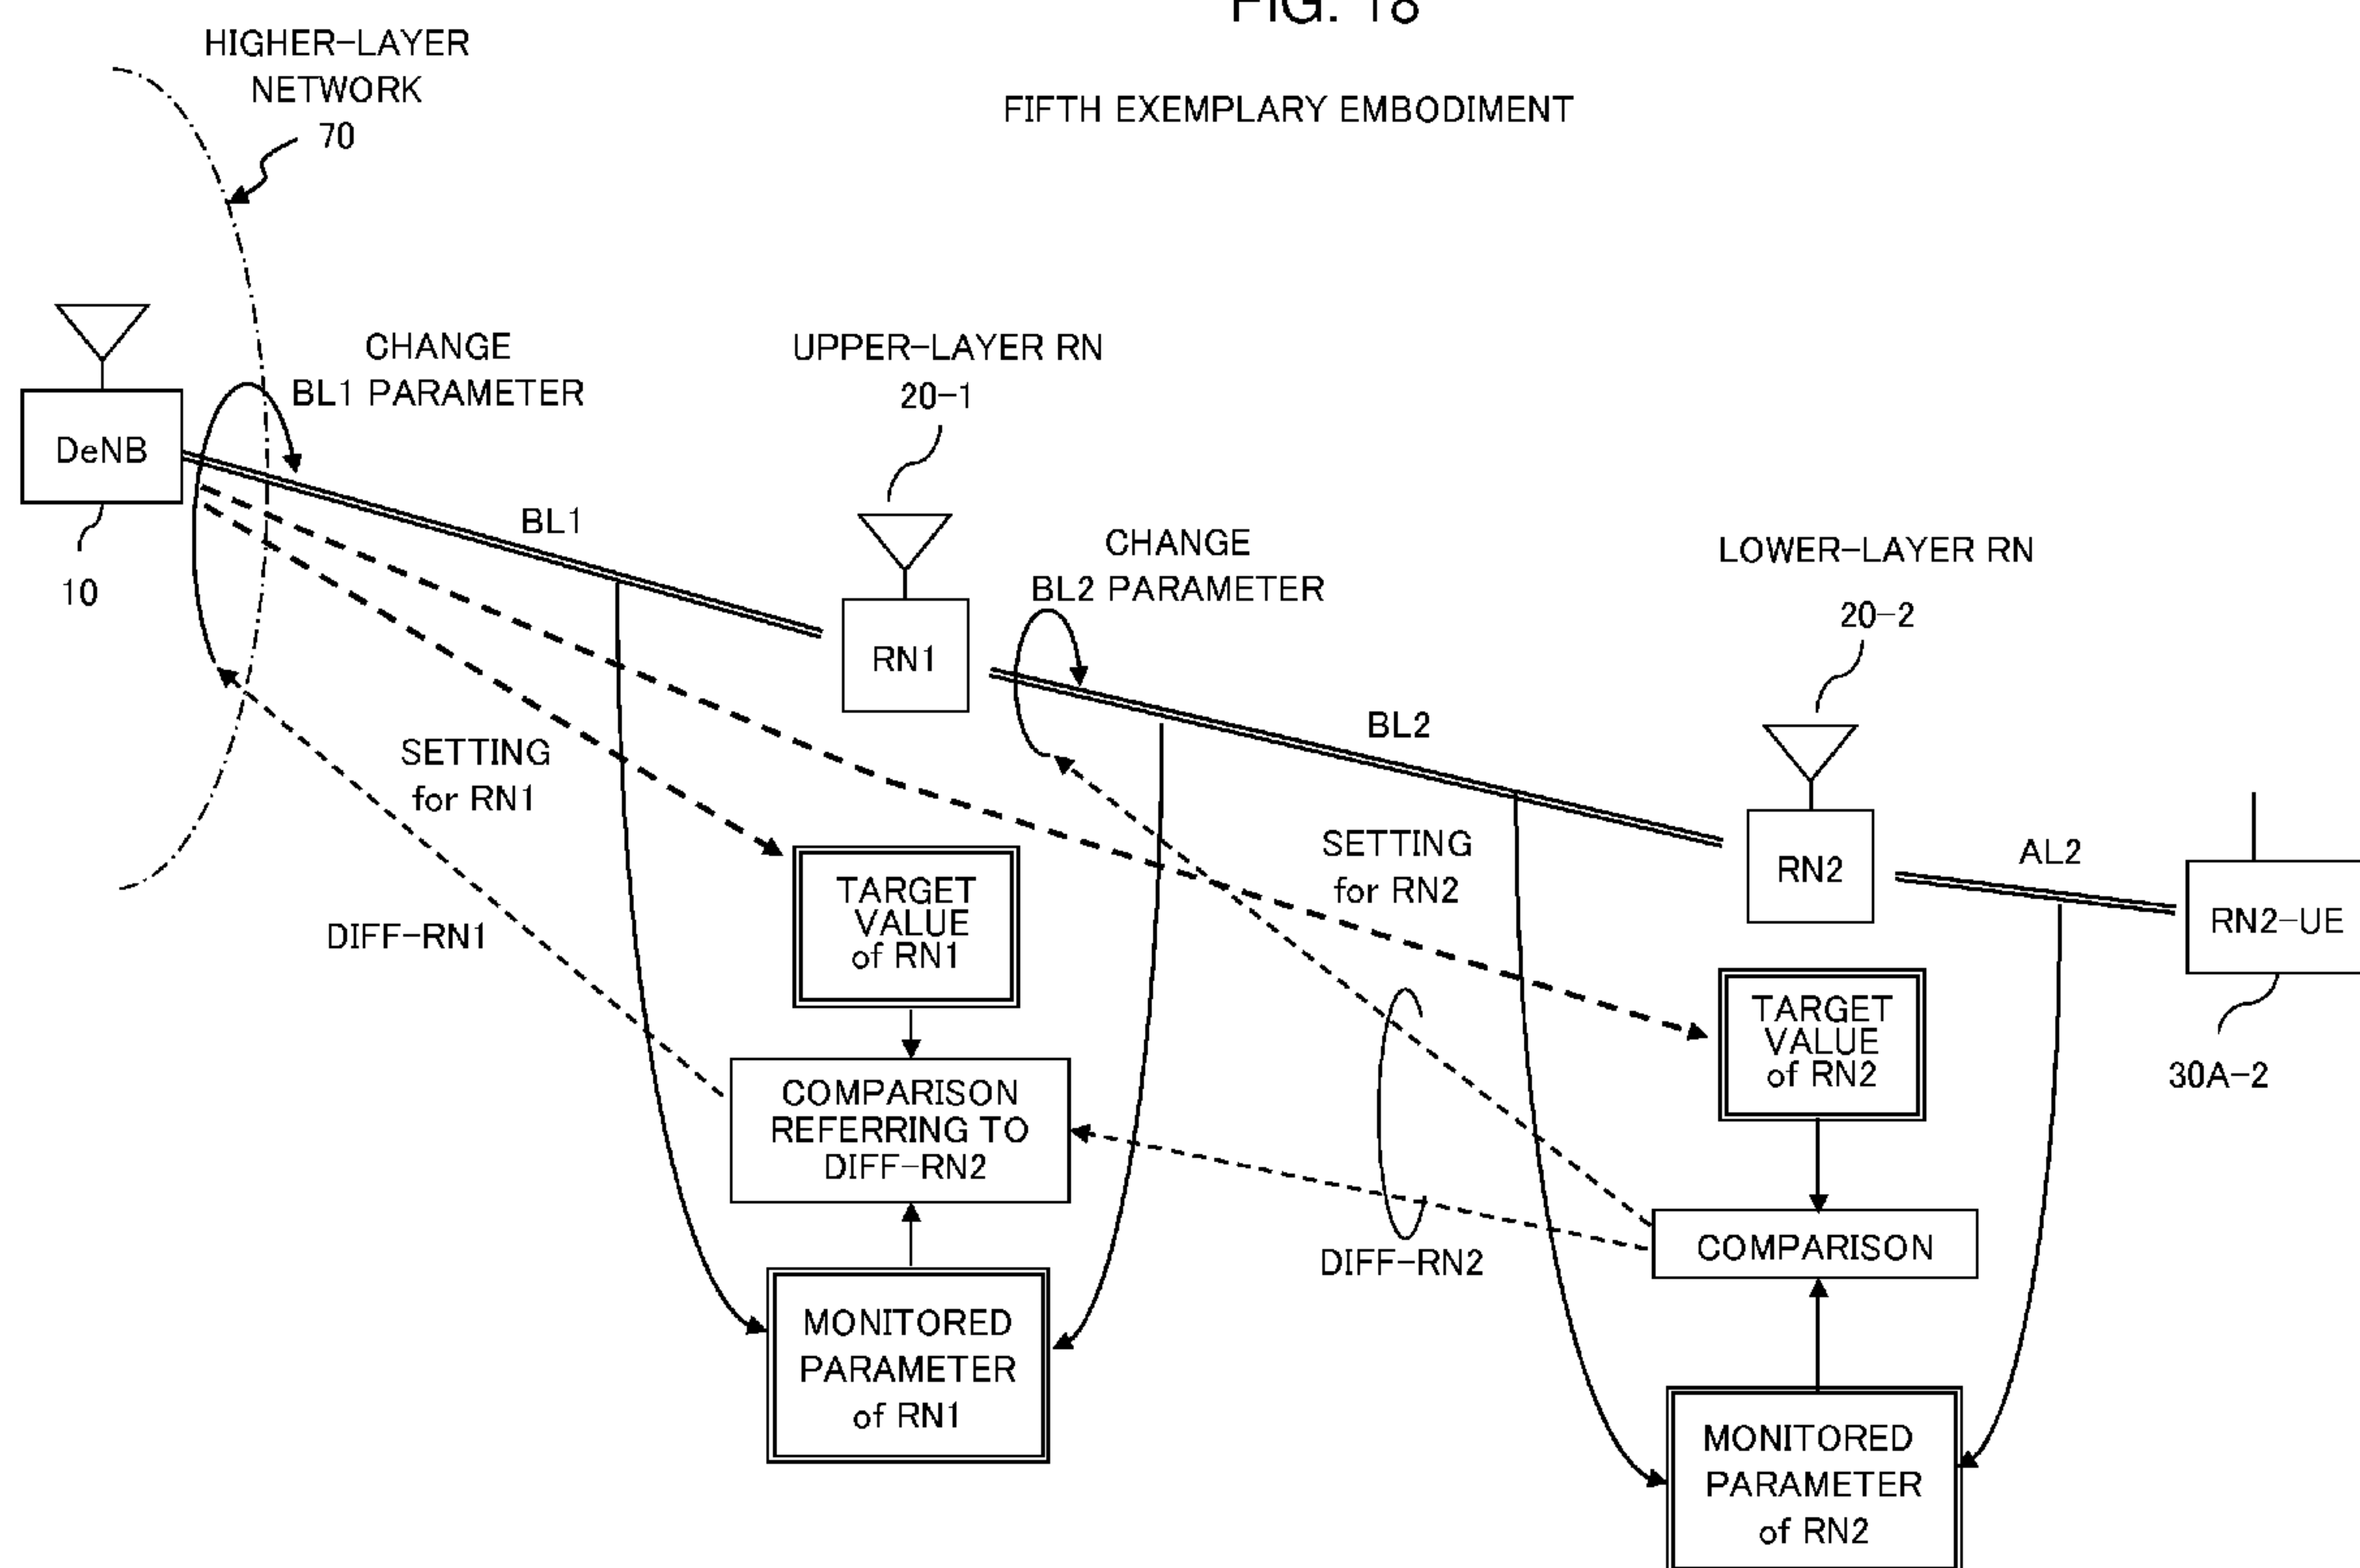 FIG. 18
HIGHER-LAYER
NETWORK
70
FIFTH EXEMPLARY EMBODIMENT
CHANGE
BL1 PARAMETER
UPPER-LAYER RN
20-1
DeNB
10
BL1
RN1
CHANGE
BL2 PARAMETER
LOWER-LAYER RN
20-2
BL2
RN2
AL2
RN2-UE
30A-2
SETTING
for RN1
SETTING
for RN2
DIFF-RN1
TARGET
VALUE
of RN1
TARGET
VALUE
of RN2
COMPARISON
REFERRING TO
DIFF-RN2
DIFF-RN2
COMPARISON
MONITORED
PARAMETER
of RN1
MONITORED
PARAMETER
of RN2